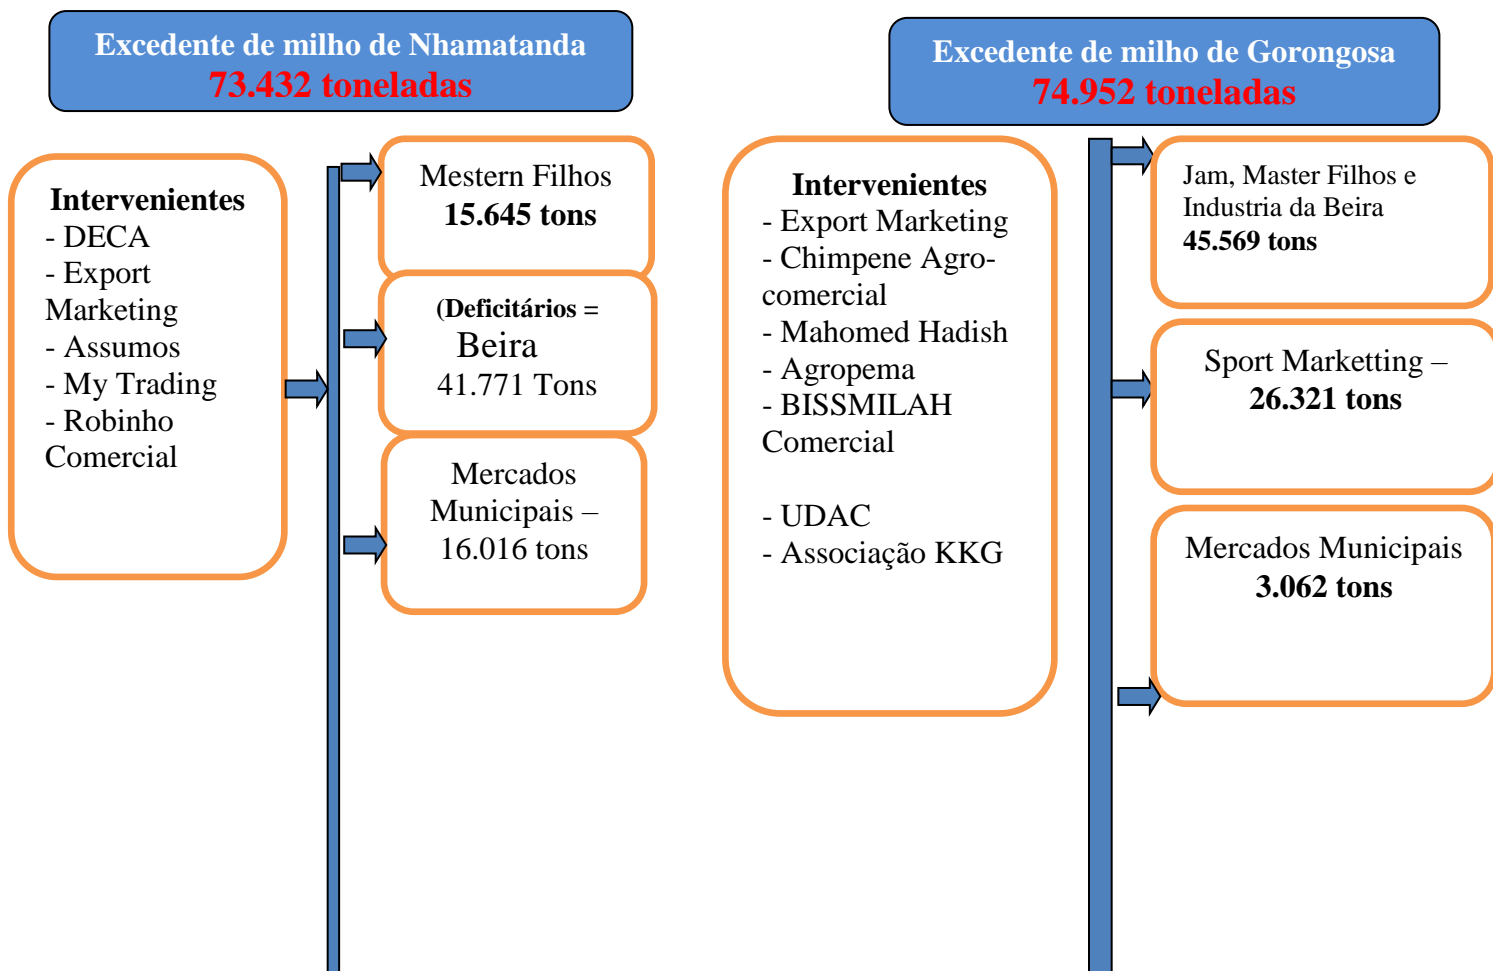 Excedente de milho de Nhamatanda
73.432 toneladas
Intervenientes
- DECA
- Export
Marketing
- Assumos
- My Trading
- Robinho
Comercial
Mestern Filhos
15.645 tons
(Deficitários =
Beira
41.771 Tons
Mercados
Municipais –
16.016 tons
Excedente de milho de Gorongosa
74.952 toneladas
Intervenientes
- Export Marketing
- Chimpene Agro-
comercial
- Mahomed Hadish
- Agropema
- BISSMILAH
Comercial
- UDAC
- Associação KKG
Jam, Master Filhos e
Industria da Beira
45.569 tons
Sport Marketting –
26.321 tons
Mercados Municipais
3.062 tons